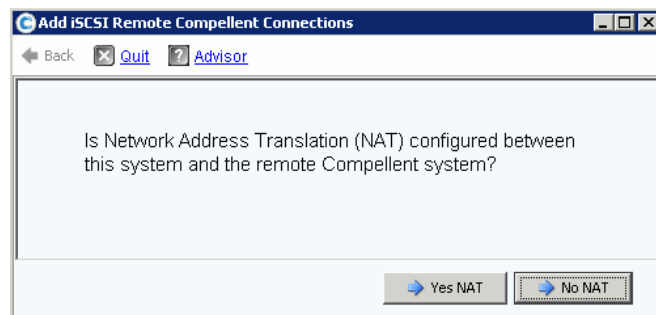 Add iSCSI Remote Compellent Connections
Back Quit Advisor
Is Network Address Translation (NAT) configured between
this system and the remote Compellent system?
Yes NAT No NAT